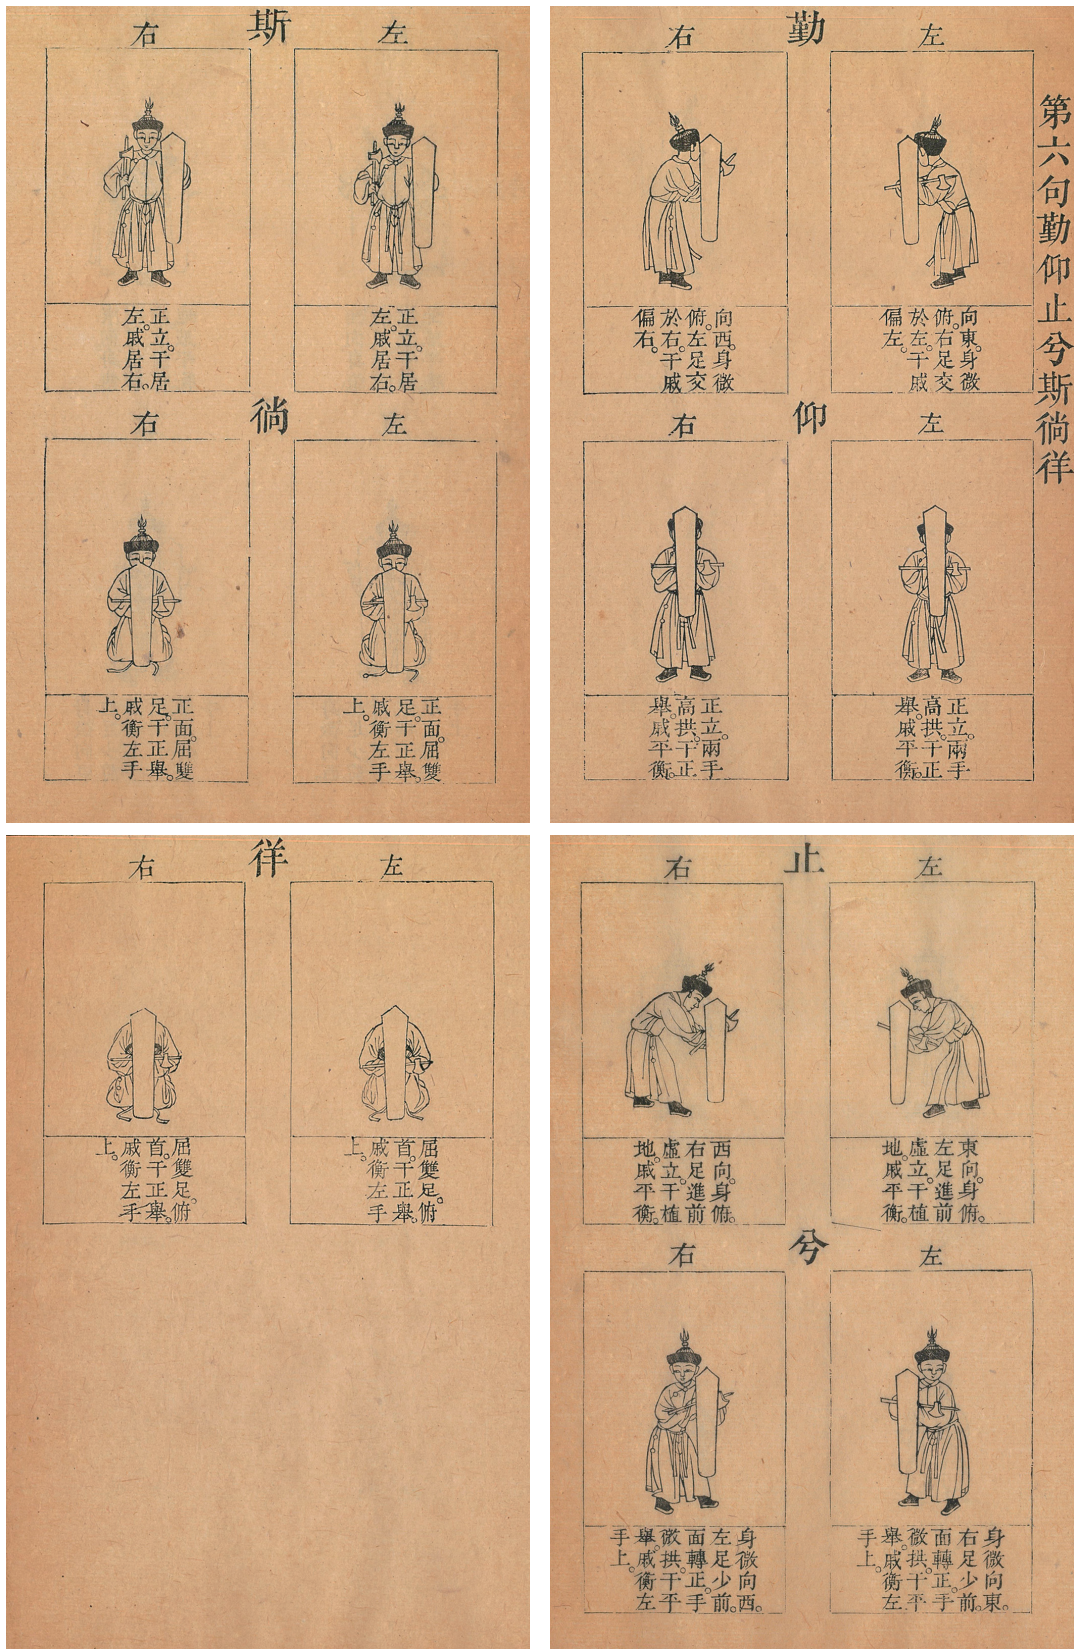 第六句勤仰止兮斯徜徉
勤
左
向東。身微
俯。右足交
於左。干戚
偏左。
右
向西。身微
俯。左足交
於右。干戚
偏右。
仰
左
正立。兩手
高拱。干正
舉。戚平衡。
右
正立。兩手
高拱。干正
舉。戚平衡。
止
左
東向。身俯。
左足進前
虛立。干植
地。戚平衡。
右
西向。身俯。
右足進前
虛立。干植
地。戚平衡。
兮
左
身微向東。
右足少前。
面轉正。手
微拱。干平
舉。戚衡左
手上。
右
身微向西。
左足少前。
面轉正。手
微拱。干平
舉。戚衡左
手上。
斯
左
正立。干居
左。戚居右。
右
正立。干居
左。戚居右。
徜
左
正面。屈雙
足。干正舉。
戚衡左手
上。
右
正面。屈雙
足。干正舉。
戚衡左手
上。
徉
左
屈雙足。俯
首。干正舉。
戚衡左手
上。
右
屈雙足。俯
首。干正舉。
戚衡左手
上。